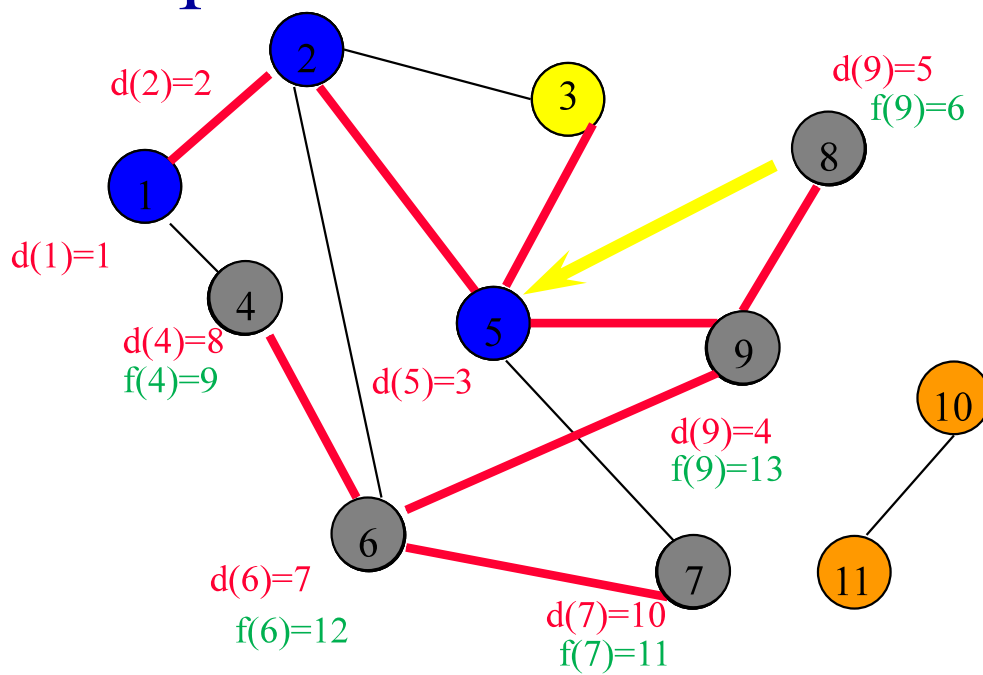 2
3
d(9)=5
f(9)=6
d(2)=2
8
1
d(1)=1
4
5
9
d(4)=8
f(4)=9
d(5)=3
10
d(9)=4
f(9)=13
6
7
11
d(6)=7
f(6)=12
d(7)=10
f(7)=11